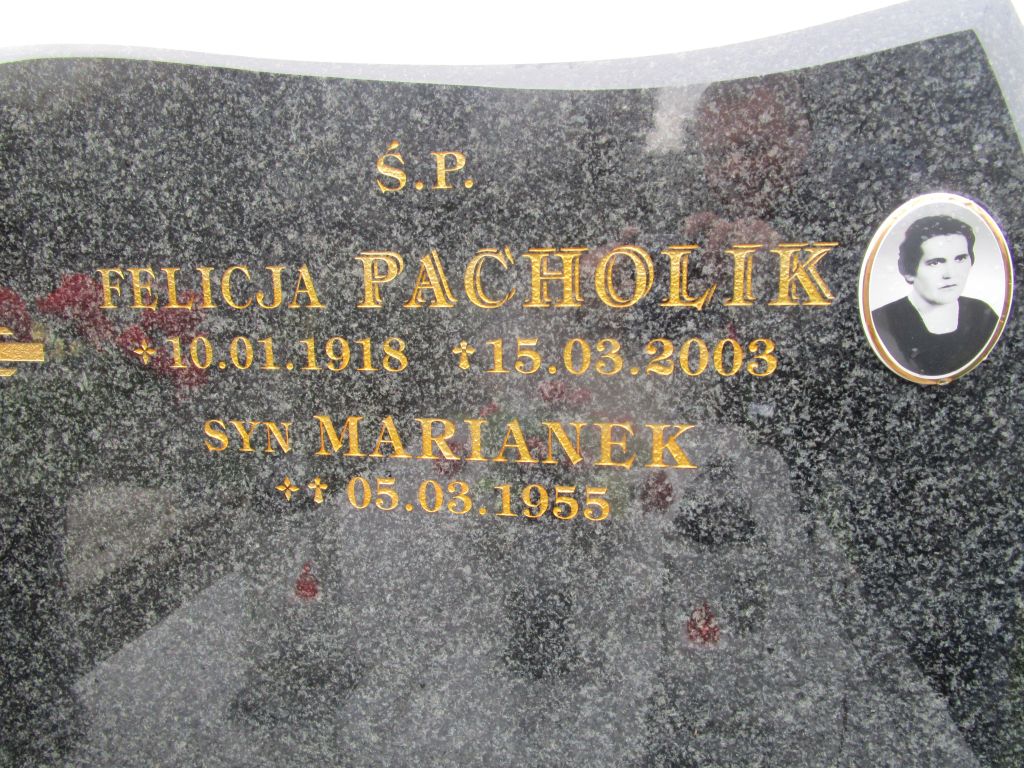 Ś.P.
FELICJA PACHOLIK
✢10.01.1918 ✝15.03.2003
SYN MARIANEK
✢✝ 05.03.1955